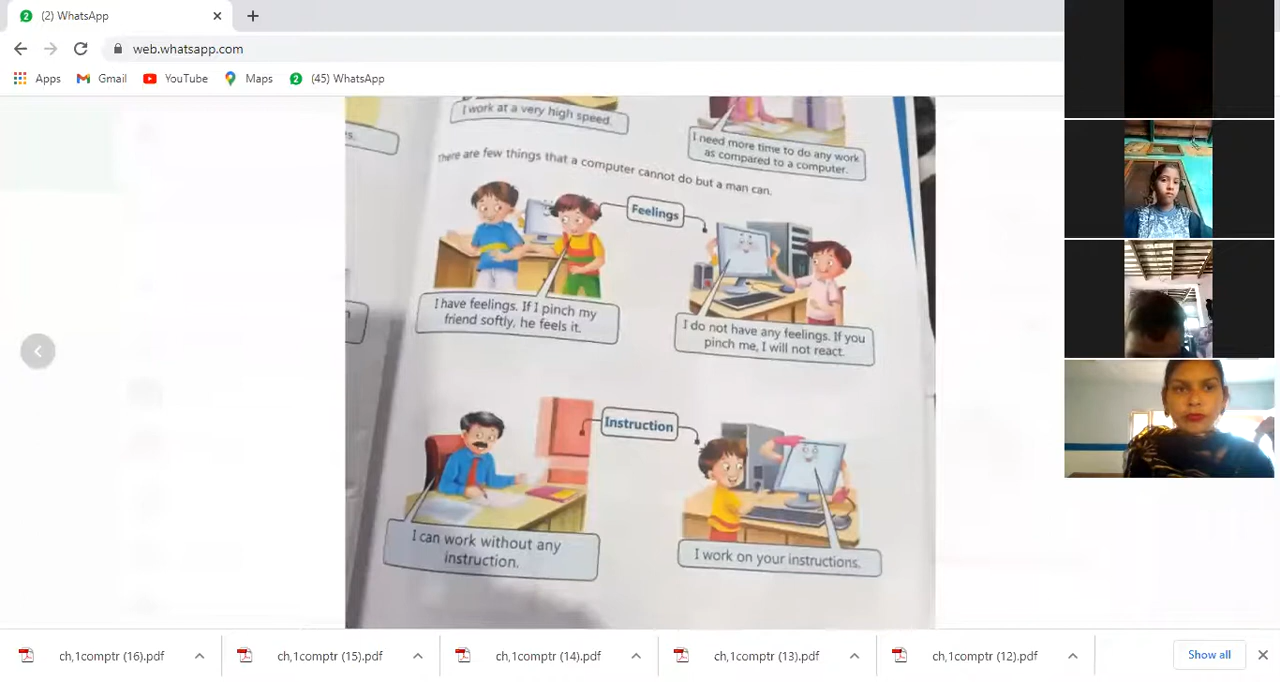 (2) WhatsApp
web.whatsapp.com
Apps
Gmail
YouTube
Maps
(45) WhatsApp
s.
I work at a very high speed.
I need more time to do any work
as compared to a computer.
There are few things that a computer cannot do but a man can.
Feelings
I have feelings. If I pinch my
friend softly, he feels it.
I do not have any feelings. If you
pinch me, I will not react.
Instruction
I can work without any
instruction.
I work on your instructions.
ch,1comptr (16).pdf
ch,1comptr (15).pdf
ch,1comptr (14).pdf
ch,1comptr (13).pdf
ch,1comptr (12).pdf
Show all